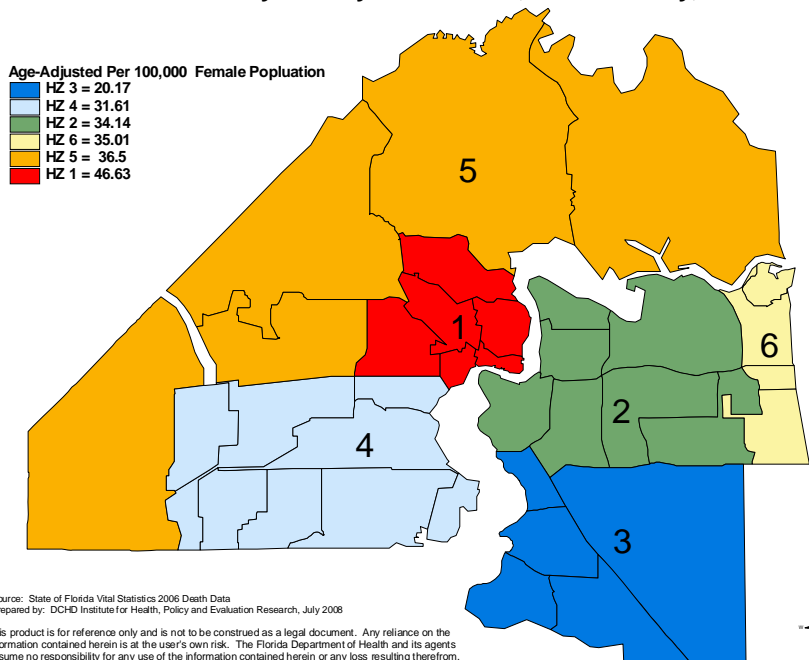 Age-Adjusted Per 100,000 Female Popluation
HZ 3 = 20.17
HZ 4 = 31.61
HZ 2 = 34.14
HZ 6 = 35.01
HZ 5 = 36.5
HZ 1 = 46.63
5
1
6
2
4
3
ource: State of Florida Vital Statistics 2006 Death Data
repared by: DCHD Institute for Health, Policy and Evaluation Research, July 2008
is product is for reference only and is not to be construed as a legal document. Any reliance on the
ormation contained herein is at the user's own risk. The Florida Department of Health and its agents
sume no responsibility for any use of the information contained herein or any loss resulting therefrom.